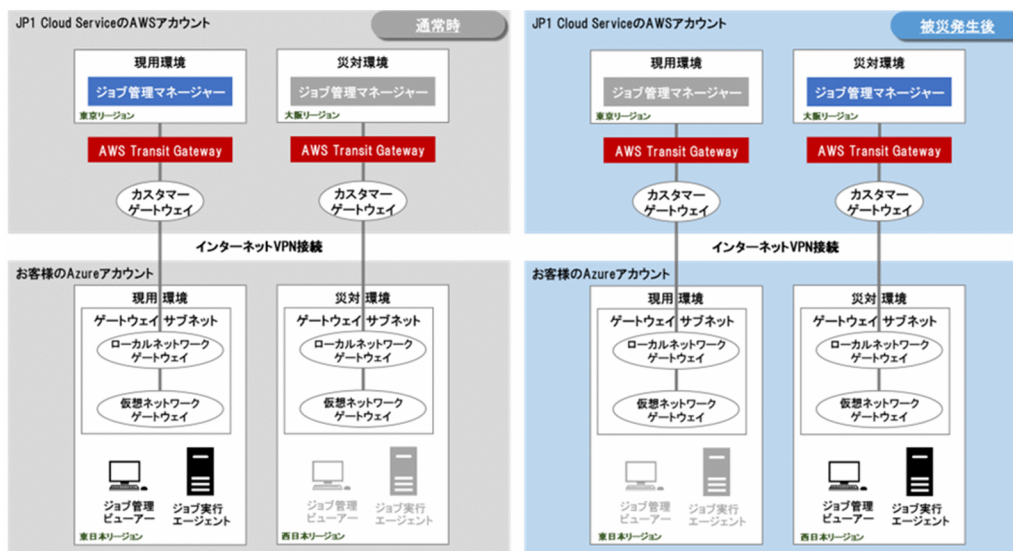 JP1 Cloud ServiceのAWSアカウント
通常時
現用環境
ジョブ管理マネージャー
東京リージョン
災対環境
ジョブ管理マネージャー
大阪リージョン
AWS Transit Gateway
AWS Transit Gateway
カスタマー
ゲートウェイ
カスタマー
ゲートウェイ
インターネットVPN接続
お客様のAzureアカウント
現用環境
ゲートウェイサブネット
ローカルネットワーク
ゲートウェイ
仮想ネットワーク
ゲートウェイ
ジョブ管理
ビューアー
ジョブ実行
エージェント
東日本リージョン
災対環境
ゲートウェイサブネット
ローカルネットワーク
ゲートウェイ
仮想ネットワーク
ゲートウェイ
ジョブ管理
ビューアー
ジョブ実行
エージェント
西日本リージョン
JP1 Cloud ServiceのAWSアカウント
被災発生後
現用環境
ジョブ管理マネージャー
東京リージョン
災対環境
ジョブ管理マネージャー
大阪リージョン
AWS Transit Gateway
AWS Transit Gateway
カスタマー
ゲートウェイ
カスタマー
ゲートウェイ
インターネットVPN接続
お客様のAzureアカウント
現用環境
ゲートウェイサブネット
ローカルネットワーク
ゲートウェイ
仮想ネットワーク
ゲートウェイ
ジョブ管理
ビューアー
ジョブ実行
エージェント
東日本リージョン
災対環境
ゲートウェイサブネット
ローカルネットワーク
ゲートウェイ
仮想ネットワーク
ゲートウェイ
ジョブ管理
ビューアー
ジョブ実行
エージェント
西日本リージョン